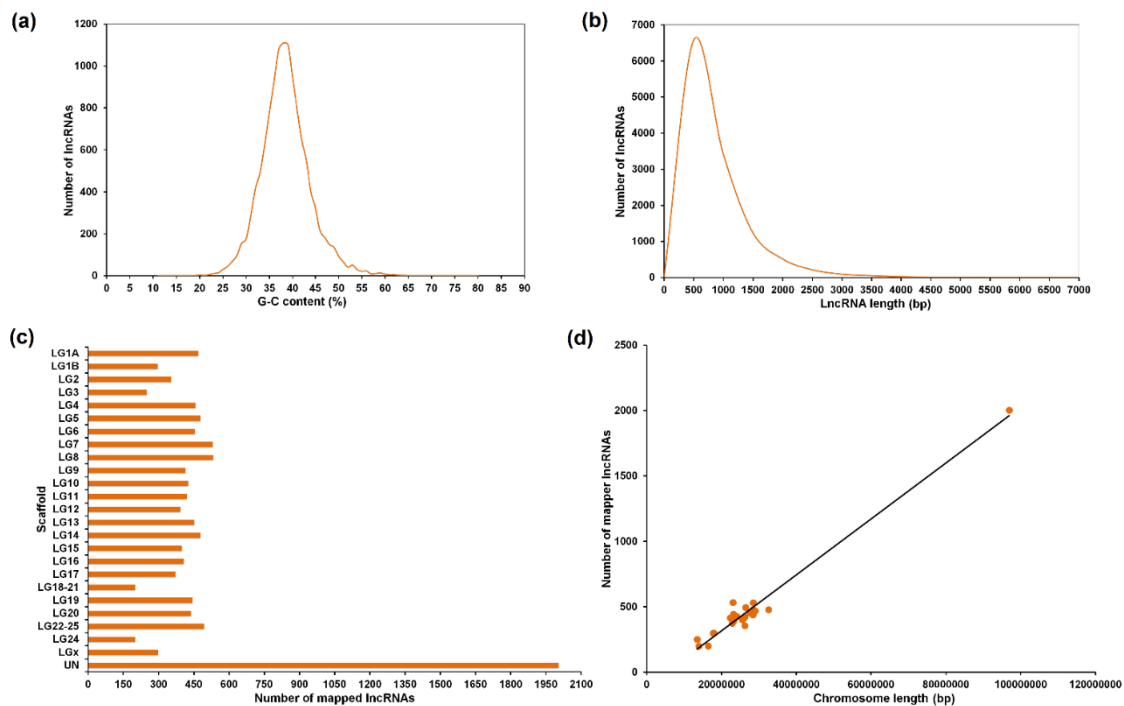 (a)
Number of lncRNAs
1200
1000
800
600
400
200
0
0 5 10 15 20 25 30 35 40 45 50 55 60 65 70 75 80 85 90
G-C content (%)
(b)
Number of lncRNAs
7000
6000
5000
4000
3000
2000
1000
0
0 500 1000 1500 2000 2500 3000 3500 4000 4500 5000 5500 6000 6500 7000
LncRNA length (bp)
(c)
Scaffold
LG1A
LG1B
LG2
LG3
LG4
LG5
LG6
LG7
LG8
LG9
LG10
LG11
LG12
LG13
LG14
LG15
LG16
LG17
LG18-21
LG19
LG20
LG22-25
LG24
LGx
UN
0 150 300 450 600 750 900 1050 1200 1350 1500 1650 1800 1950 2100
Number of mapped lncRNAs
(d)
Number of mapper lncRNAs
2500
2000
1500
1000
500
0
0 20000000 40000000 60000000 80000000 100000000 120000000
Chromosome length (bp)